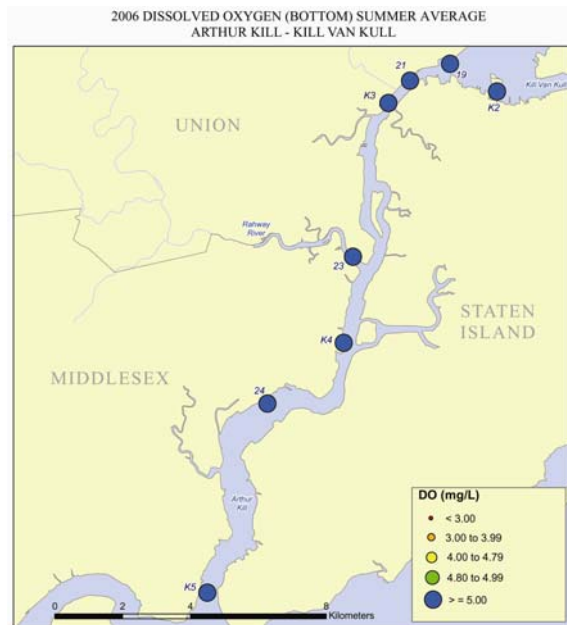 2006 DISSOLVED OXYGEN (BOTTOM) SUMMER AVERAGE
ARTHUR KILL - KILL VAN KULL
21
19
Kill Van Kull
K3
K2
UNION
Rahway
River
23
STATEN
ISLAND
K4
MIDDLESEX
24
Arthur
Kill
K5
DO (mg/L)
< 3.00
3.00 to 3.99
4.00 to 4.79
4.80 to 4.99
> = 5.00
0 2 4 8
Kilometers